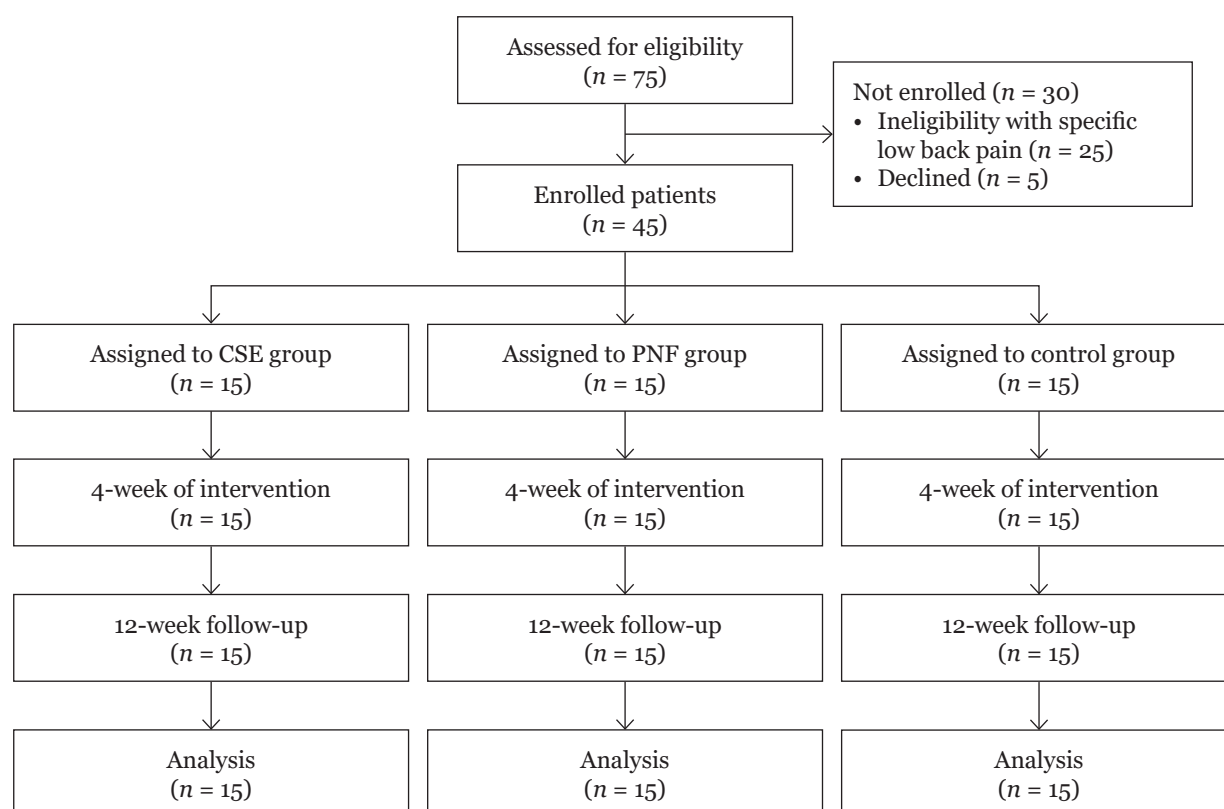 Assessed for eligibility
(n = 75)
Not enrolled (n = 30)
• Ineligibility with specific
low back pain (n = 25)
• Declined (n = 5)
Enrolled patients
(n = 45)
Assigned to CSE group
(n = 15)
Assigned to PNF group
(n = 15)
Assigned to control group
(n = 15)
4-week of intervention
(n = 15)
4-week of intervention
(n = 15)
4-week of intervention
(n = 15)
12-week follow-up
(n = 15)
12-week follow-up
(n = 15)
12-week follow-up
(n = 15)
Analysis
(n = 15)
Analysis
(n = 15)
Analysis
(n = 15)